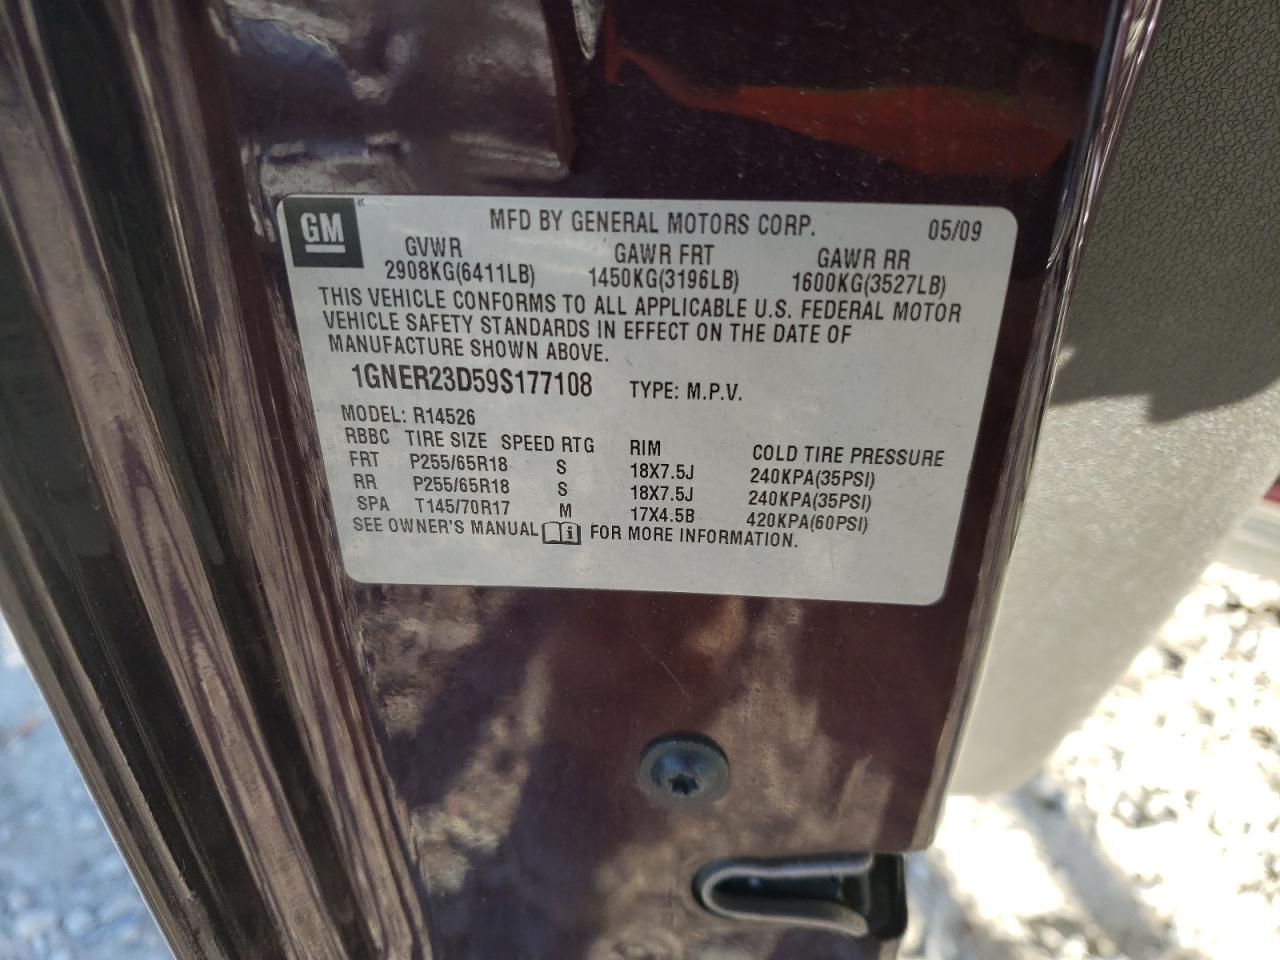 GM MFD BY GENERAL MOTORS CORP. 05/09
GVWR GAWR FRT GAWR RR
2908KG(6411LB) 1450KG(3196LB) 1600KG(3527LB)
THIS VEHICLE CONFORMS TO ALL APPLICABLE U.S. FEDERAL MOTOR
VEHICLE SAFETY STANDARDS IN EFFECT ON THE DATE OF
MANUFACTURE SHOWN ABOVE.
1GNER23D59S177108 TYPE: M.P.V.
MODEL: R14526
RBBC TIRE SIZE SPEED RTG RIM COLD TIRE PRESSURE
FRT P255/65R18 S 18X7.5J 240KPA(35PSI)
RR P255/65R18 S 18X7.5J 240KPA(35PSI)
SPA T145/70R17 M 17X4.5B 420KPA(60PSI)
SEE OWNER'S MANUAL i FOR MORE INFORMATION.